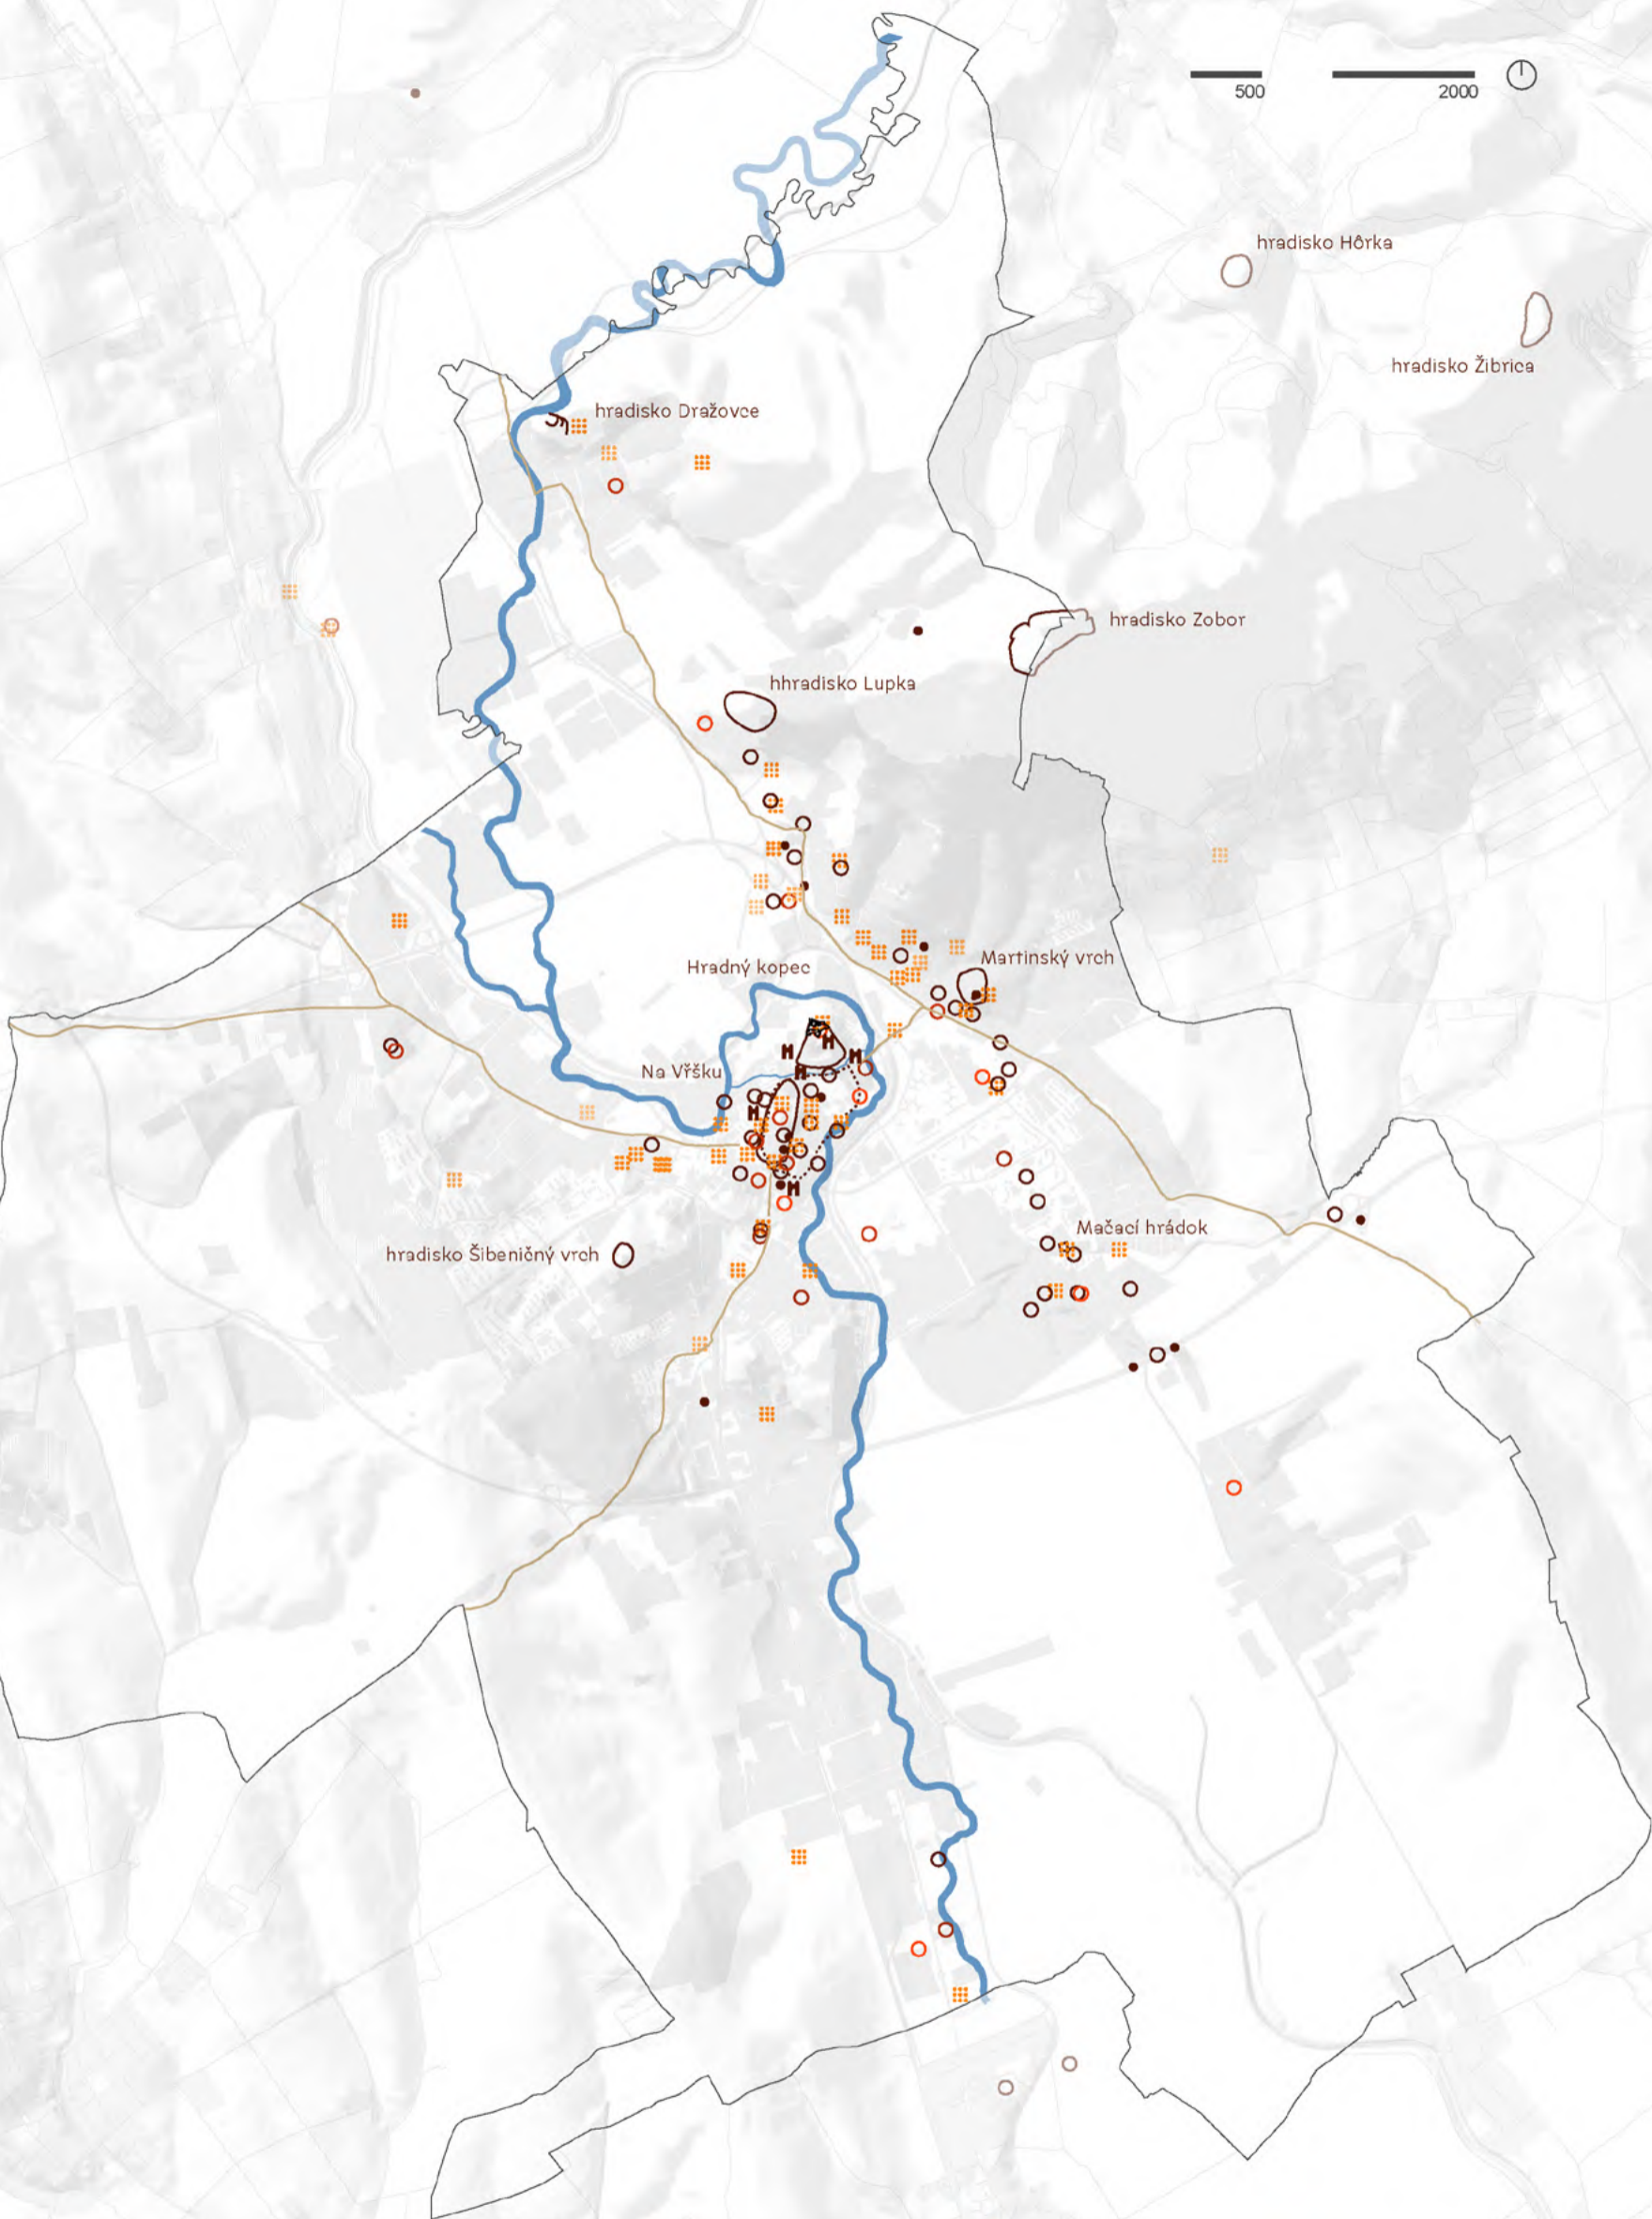 500 2000
hradisko Hôrka
hradisko Žibrica
hradisko Dražovce
hradisko Zobor
hhradisko Lupka
Martinský vrch
Hradný kopec
Na Vŕšku
Mačací hrádok
hradisko Šibeničný vrch